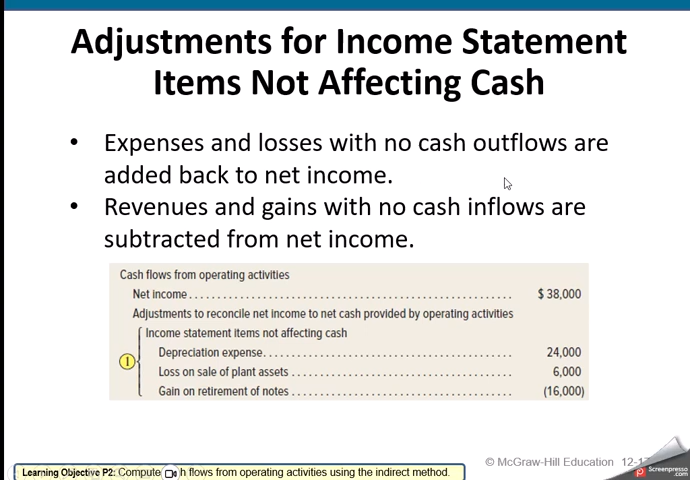 Adjustments for Income Statement
Items Not Affecting Cash
• Expenses and losses with no cash outflows are
added back to net income.
• Revenues and gains with no cash inflows are
subtracted from net income.
Cash flows from operating activities
Net income........................................................ $ 38,000
Adjustments to reconcile net income to net cash provided by operating activities
Income statement items not affecting cash
1
Depreciation expense............................................ 24,000
Loss on sale of plant assets...................................... 6,000
Gain on retirement of notes...................................... (16,000)
© McGraw-Hill Education 12-
Learning Objective P2: Compute h flows from operating activities using the indirect method.
Screenpresso
.com